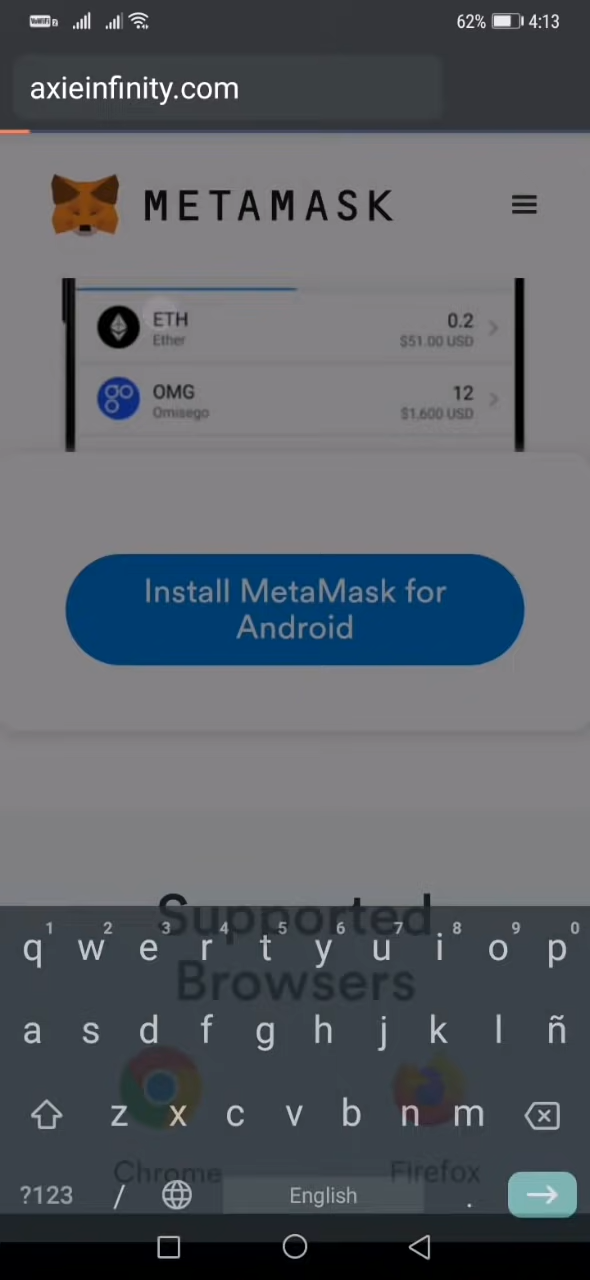 VoWiFi 2 62% 4:13
axieinfinity.com
METAMASK
ETH 0.2
Ether $51.00 USD
OMG 12
Omisego $1,600 USD
Install MetaMask for
Android
Supported
Browsers
1 2 3 4 5 6 7 8 9 0
q w e r t y u i o p
a s d f g h j k l ñ
z x c v b n m
Chrome Firefox
?123 / English .